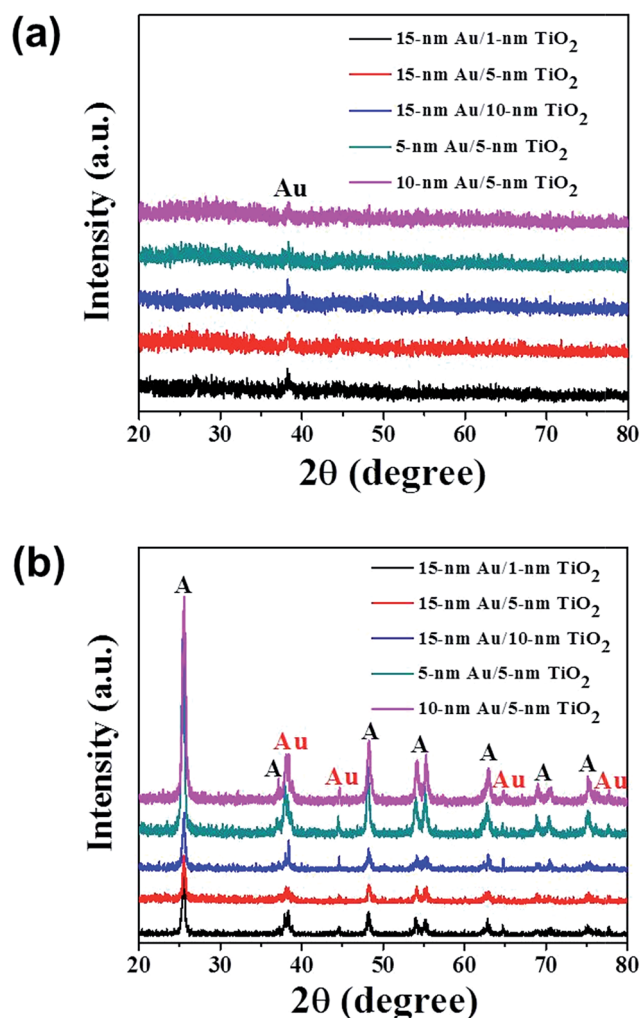 (a)
15-nm Au/1-nm TiO2
15-nm Au/5-nm TiO2
15-nm Au/10-nm TiO2
5-nm Au/5-nm TiO2
10-nm Au/5-nm TiO2
Au
Intensity (a.u.)
20 30 40 50 60 70 80
2θ (degree)
(b)
15-nm Au/1-nm TiO2
15-nm Au/5-nm TiO2
15-nm Au/10-nm TiO2
5-nm Au/5-nm TiO2
10-nm Au/5-nm TiO2
A
A Au Au A A A Au A A Au
Intensity (a.u.)
20 30 40 50 60 70 80
2θ (degree)